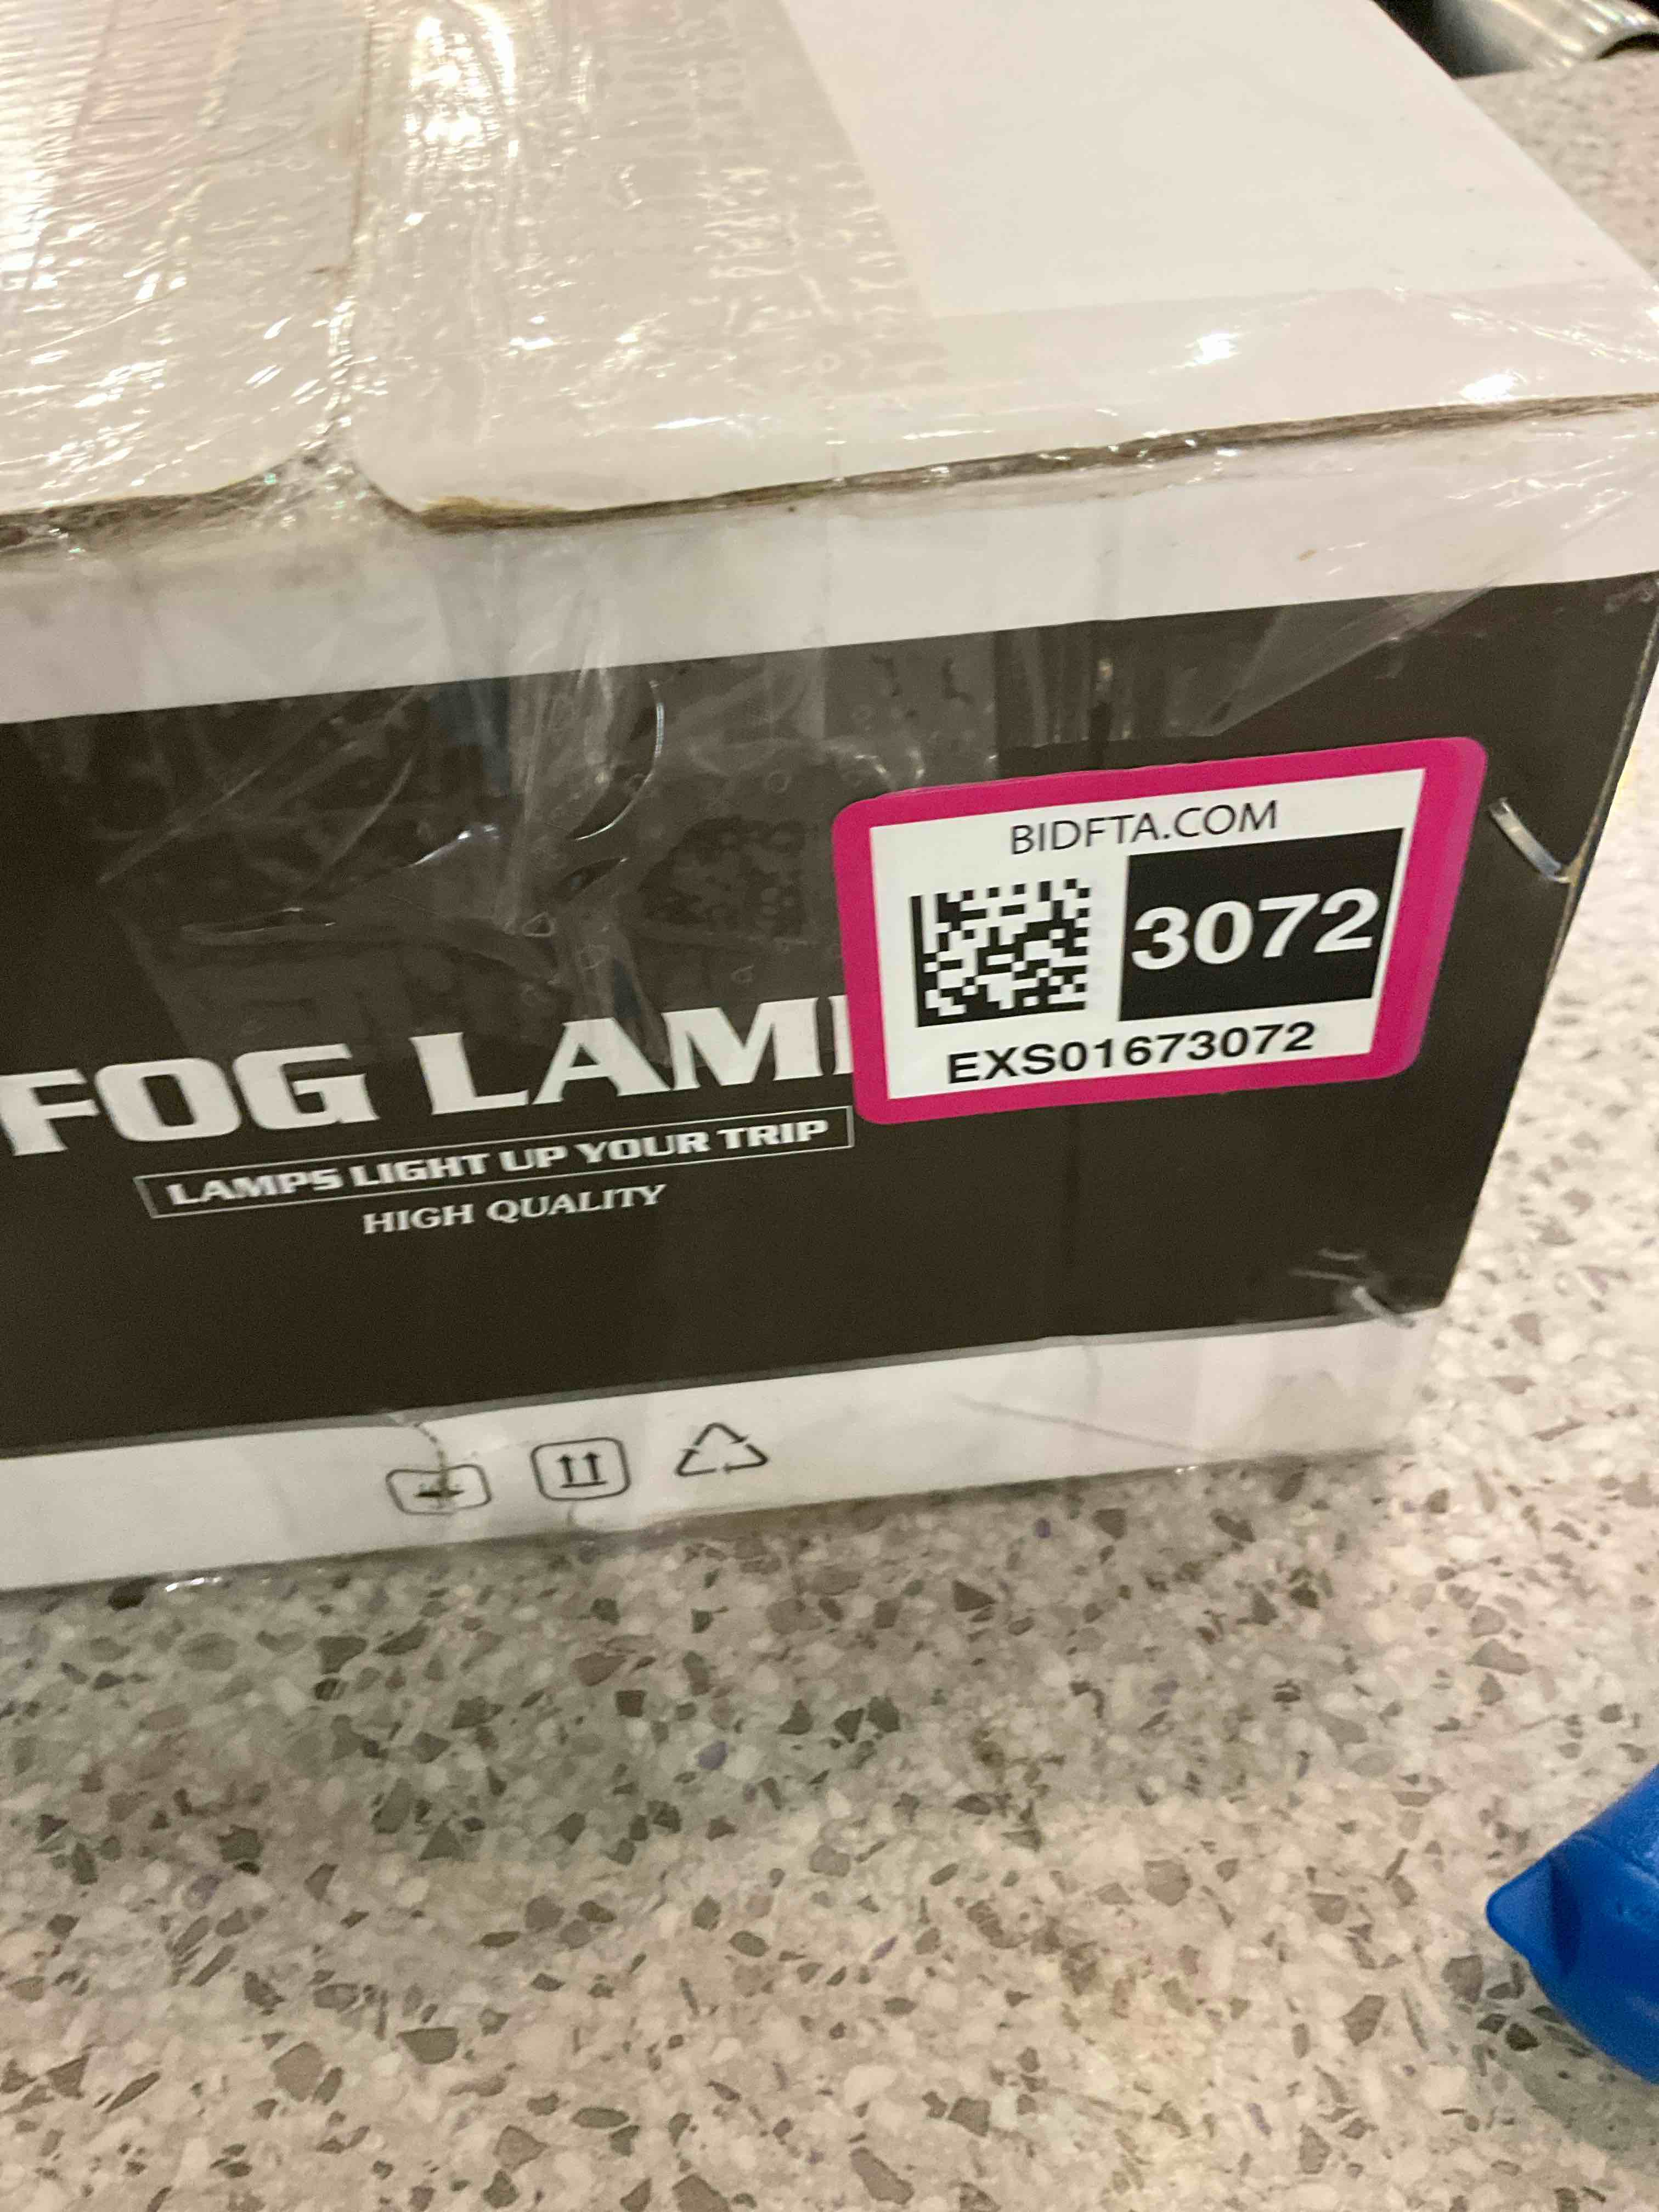 BIDFTA.COM
3072
EXS01673072
FOG LAM
LAMPS LIGHT UP YOUR TRIP
HIGH QUALITY